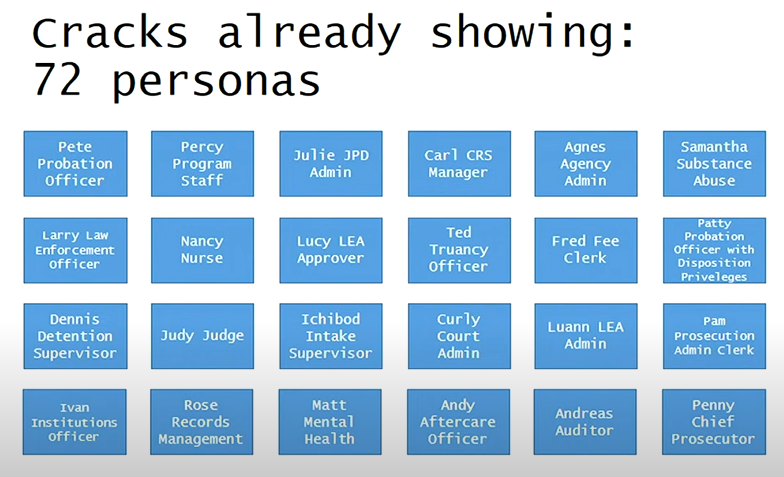 Cracks already showing:
72 personas
Pete
Probation
Officer
Percy
Program
Staff
Julie JPD
Admin
Carl CRS
Manager
Agnes
Agency
Admin
Samantha
Substance
Abuse
Larry Law
Enforcement
Officer
Nancy
Nurse
Lucy LEA
Approver
Ted
Truancy
Officer
Fred Fee
Clerk
Patty
Probation
Officer with
Disposition
Priveleges
Dennis
Detention
Supervisor
Judy Judge
Ichibod
Intake
Supervisor
Curly
Court
Admin
Luann LEA
Admin
Pam
Prosecution
Admin Clerk
Ivan
Institutions
Officer
Rose
Records
Management
Matt
Mental
Health
Andy
Aftercare
Officer
Andreas
Auditor
Penny
Chief
Prosecutor